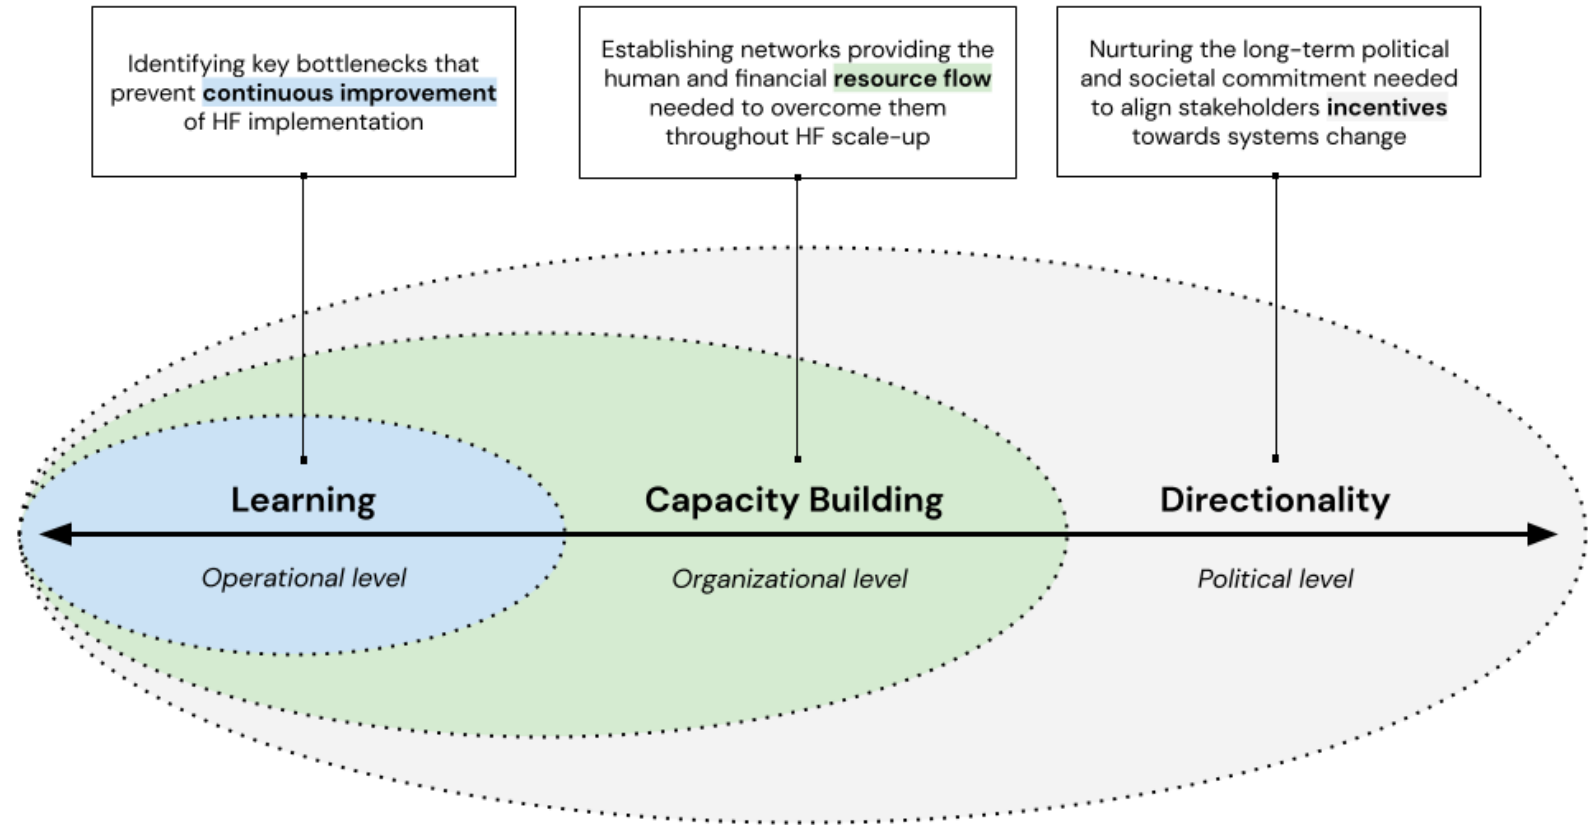 Identifying key bottlenecks that
prevent continuous improvement
of HF implementation
Establishing networks providing the
human and financial resource flow
needed to overcome them
throughout HF scale-up
Nurturing the long-term political
and societal commitment needed
to align stakeholders incentives
towards systems change
Learning
Capacity Building
Directionality
Operational level
Organizational level
Political level